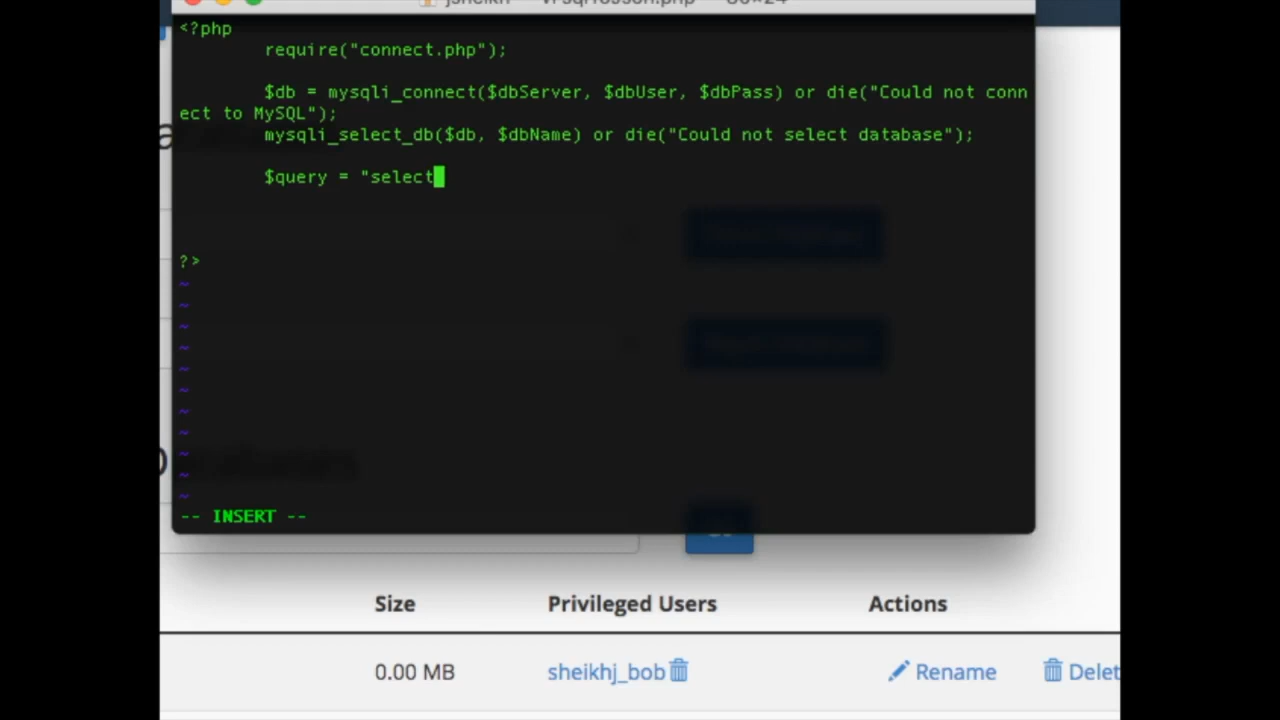 <?php
require("connect.php");
$db = mysqli_connect($dbServer, $dbUser, $dbPass) or die("Could not conn
ect to MySQL");
mysqli_select_db($db, $dbName) or die("Could not select database");
$query = "select
?>
~
~
~
~
~
~
~
~
~
~
~
-- INSERT --
Size Privileged Users Actions
0.00 MB sheikhj_bob Rename Delet